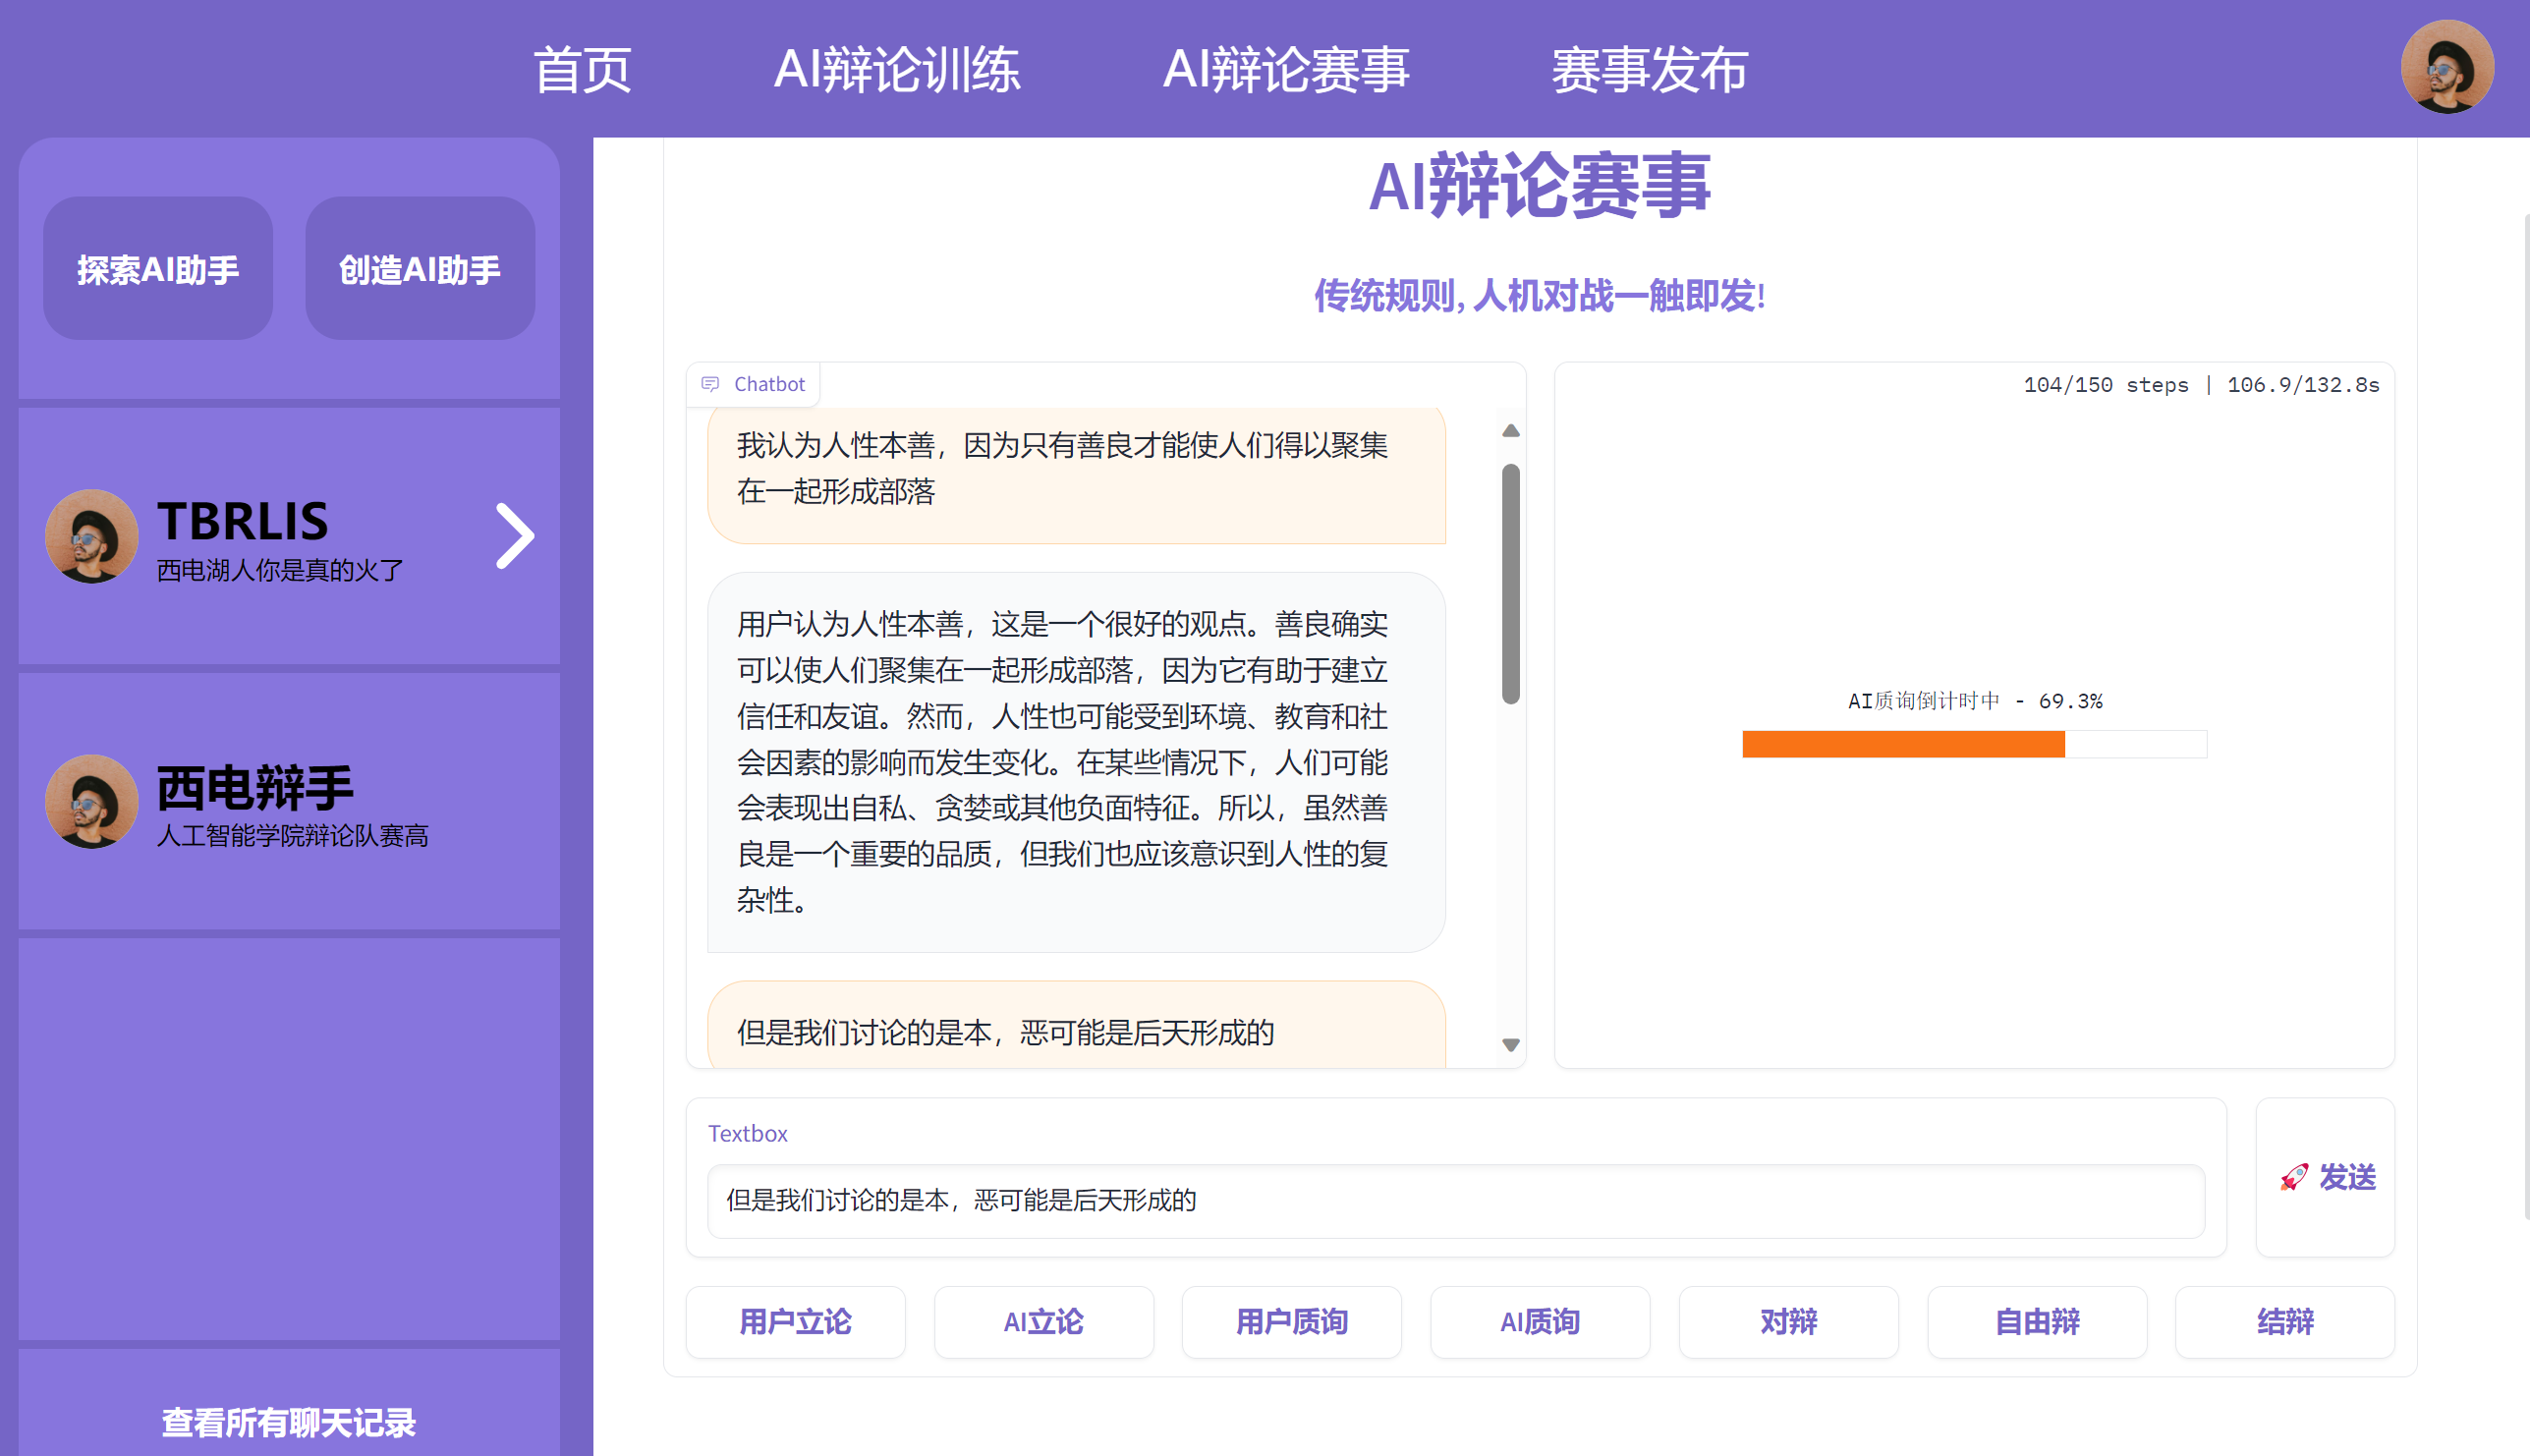 首页
AI辩论训练
AI辩论赛事
赛事发布
探索AI助手
创造AI助手
TBRLIS
西电湖人你是真的火了
西电辩手
人工智能学院辩论队赛高
查看所有聊天记录
AI辩论赛事
传统规则, 人机对战一触即发!
Chatbot
我认为人性本善，因为只有善良才能使人们得以聚集
在一起形成部落
用户认为人性本善，这是一个很好的观点。善良确实
可以使人们聚集在一起形成部落，因为它有助于建立
信任和友谊。然而，人性也可能受到环境、教育和社
会因素的影响而发生变化。在某些情况下，人们可能
会表现出自私、贪婪或其他负面特征。所以，虽然善
良是一个重要的品质，但我们也应该意识到人性的复
杂性。
但是我们讨论的是本，恶可能是后天形成的
104/150 steps | 106.9/132.8s
AI质询倒计时中 - 69.3%
Textbox
但是我们讨论的是本，恶可能是后天形成的
🚀 发送
用户立论
AI立论
用户质询
AI质询
对辩
自由辩
结辩